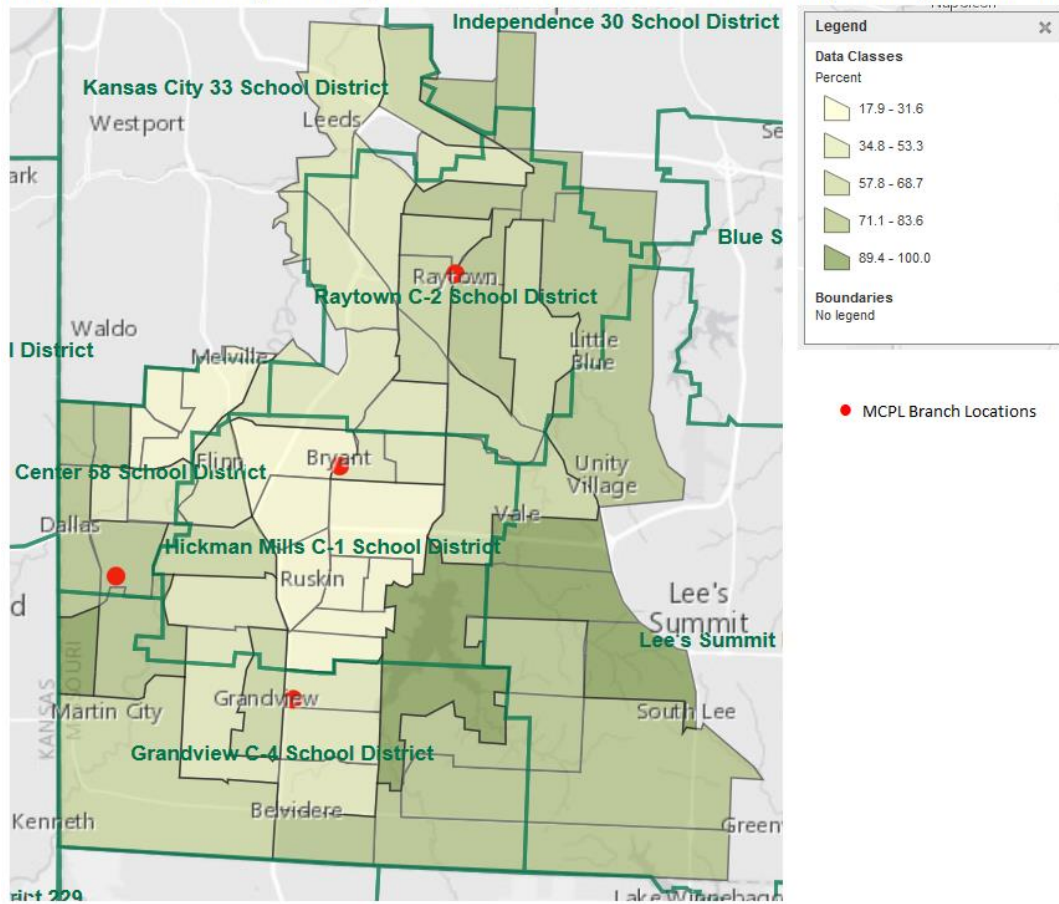 Independence 30 School District
Kansas City 33 School District
Westport
Leeds
ark
Se
Blue S
Raytown
Raytown C-2 School District
Waldo
l District
Melville
Little
Blue
Flinn
Bryant
Center 58 School District
Unity
Village
Dallas
Vale
Hickman Mills C-1 School District
Ruskin
d
Lee's
Summit
Lee's Summit
KANSAS
MISSOURI
Martin City
Grandview
South Lee
Grandview C-4 School District
Belvidere
Kenneth
Green
rict 229
Lake Winnebago
Napoleon
Legend
Data Classes
Percent
17.9 - 31.6
34.8 - 53.3
57.8 - 68.7
71.1 - 83.6
89.4 - 100.0
Boundaries
No legend
MCPL Branch Locations